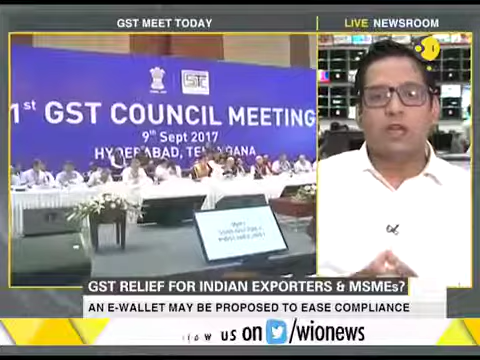 GST MEET TODAY
LIVE NEWSROOM
1st GST COUNCIL MEETING
9th Sept 2017
HYDERABAD, TELANGANA
GST RELIEF FOR INDIAN EXPORTERS & MSMEs?
AN E-WALLET MAY BE PROPOSED TO EASE COMPLIANCE
ow us on /wionews